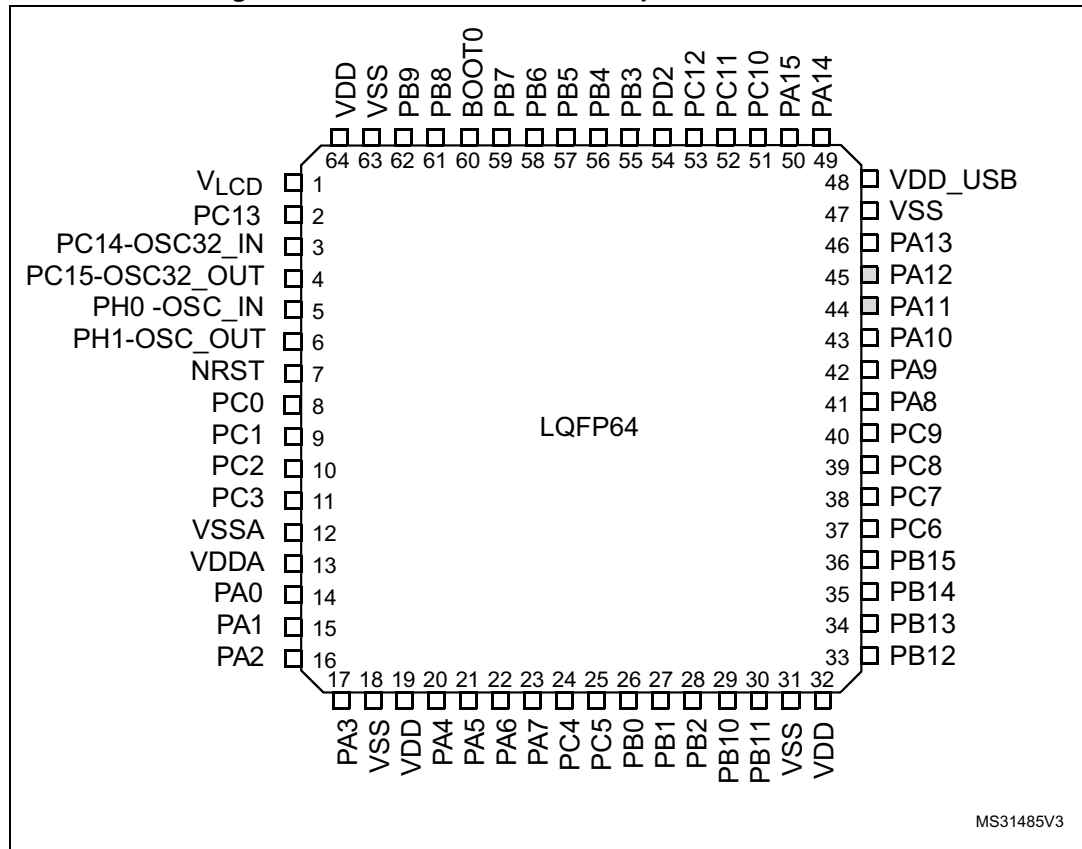 VDD VSS PB9 PB8 BOOT0 PB7 PB6 PB5 PB4 PB3 PD2 PC12 PC11 PC10 PA15 PA14
64 63 62 61 60 59 58 57 56 55 54 53 52 51 50 49
VLCD 1 48 VDD_USB
PC13 2 47 VSS
PC14-OSC32_IN 3 46 PA13
PC15-OSC32_OUT 4 45 PA12
PH0 -OSC_IN 5 44 PA11
PH1-OSC_OUT 6 43 PA10
NRST 7 42 PA9
PC0 8 41 PA8
PC1 9 LQFP64 40 PC9
PC2 10 39 PC8
PC3 11 38 PC7
VSSA 12 37 PC6
VDDA 13 36 PB15
PA0 14 35 PB14
PA1 15 34 PB13
PA2 16 33 PB12
17 18 19 20 21 22 23 24 25 26 27 28 29 30 31 32
PA3 VSS VDD PA4 PA5 PA6 PA7 PC4 PC5 PB0 PB1 PB2 PB10 PB11 VSS VDD
MS31485V3